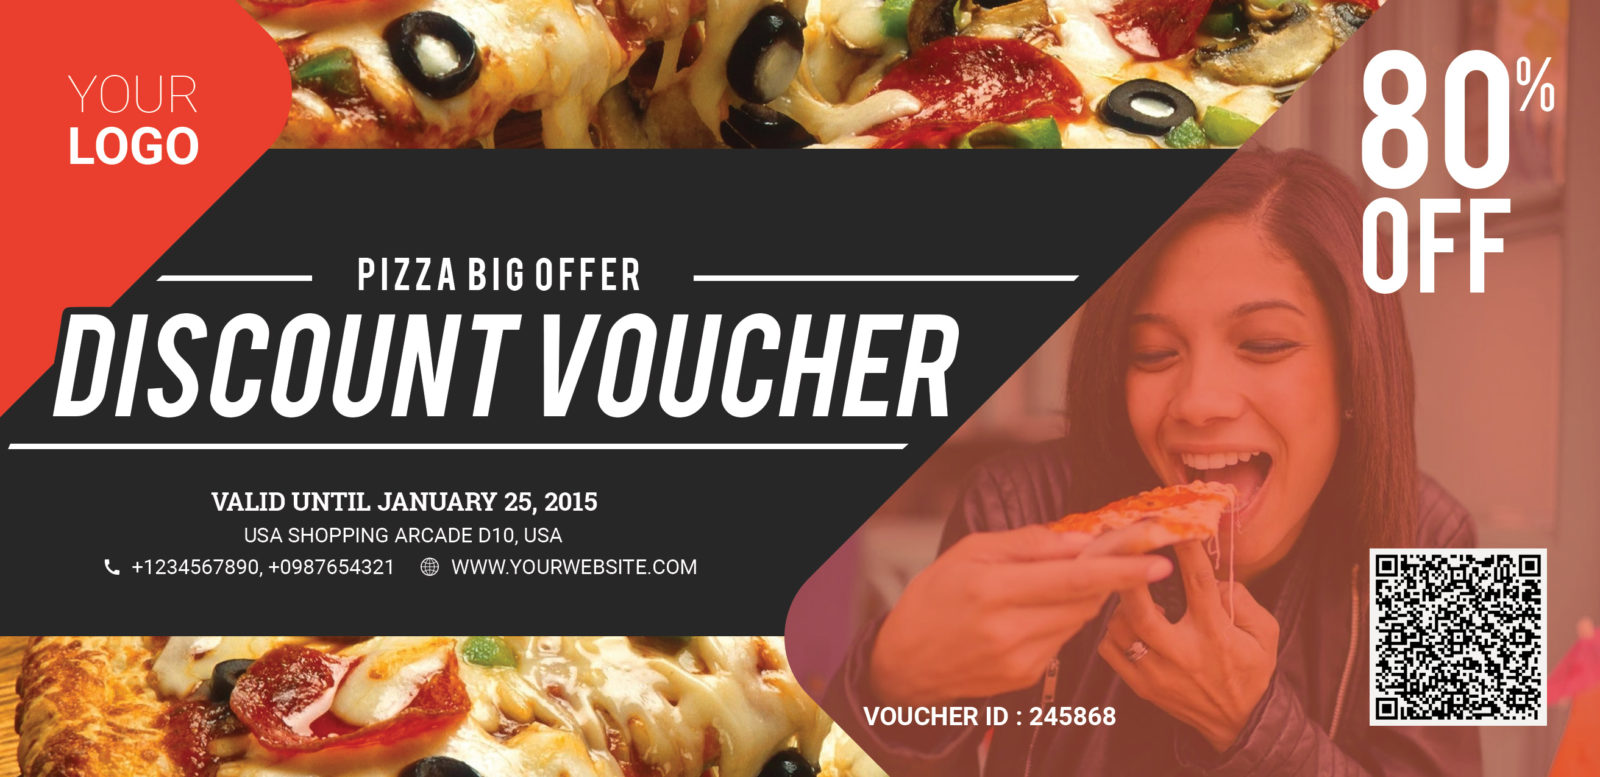 YOUR
LOGO
80%
OFF
PIZZA BIG OFFER
DISCOUNT VOUCHER
VALID UNTIL JANUARY 25, 2015
USA SHOPPING ARCADE D10, USA
+1234567890, +0987654321 WWW.YOURWEBSITE.COM
VOUCHER ID : 245868